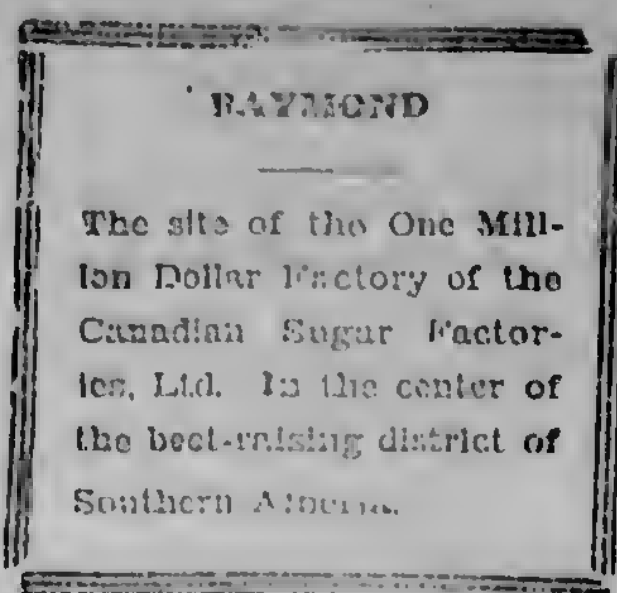 RAYMOND
The site of the One Mill-
ion Dollar Factory of the
Canadian Sugar Factor-
ies, Ltd. In the center of
the beet-raising district of
Southern Alberta.